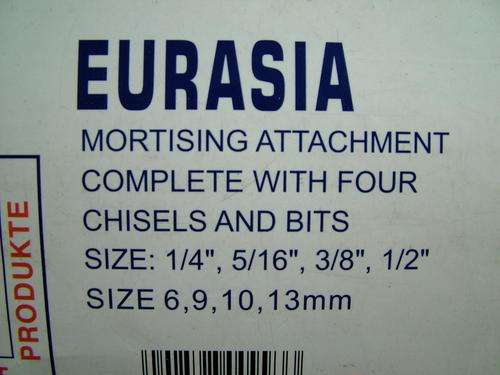 EURASIA
MORTISING ATTACHMENT
COMPLETE WITH FOUR
CHISELS AND BITS
SIZE: 1/4", 5/16", 3/8", 1/2"
SIZE 6,9,10,13mm
PRODUKTE